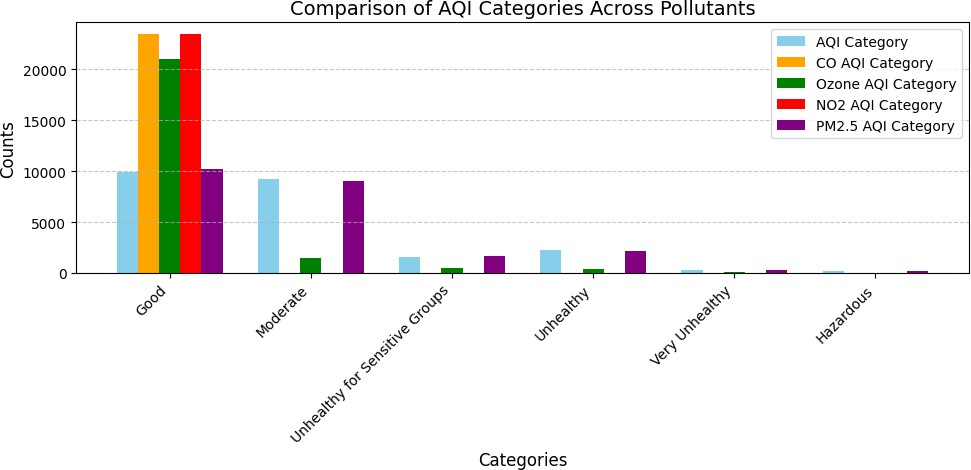 Comparison of AQI Categories Across Pollutants
AQI Category
CO AQI Category
Ozone AQI Category
NO2 AQI Category
PM2.5 AQI Category
Counts
20000
15000
10000
5000
0
Good
Moderate
Unhealthy for Sensitive Groups
Unhealthy
Very Unhealthy
Hazardous
Categories